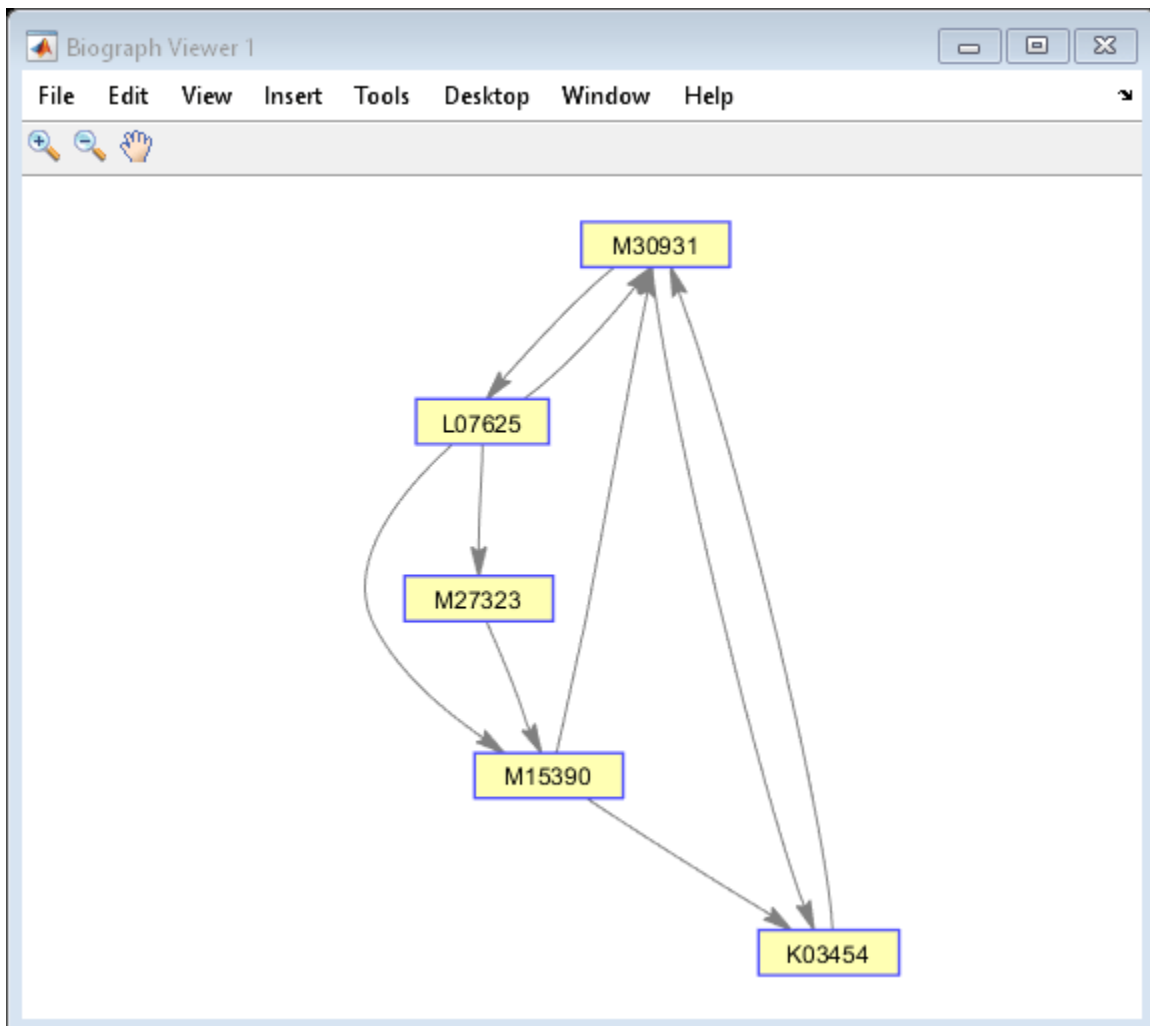 Biograph Viewer 1
File Edit View Insert Tools Desktop Window Help
M30931
L07625
M27323
M15390
K03454